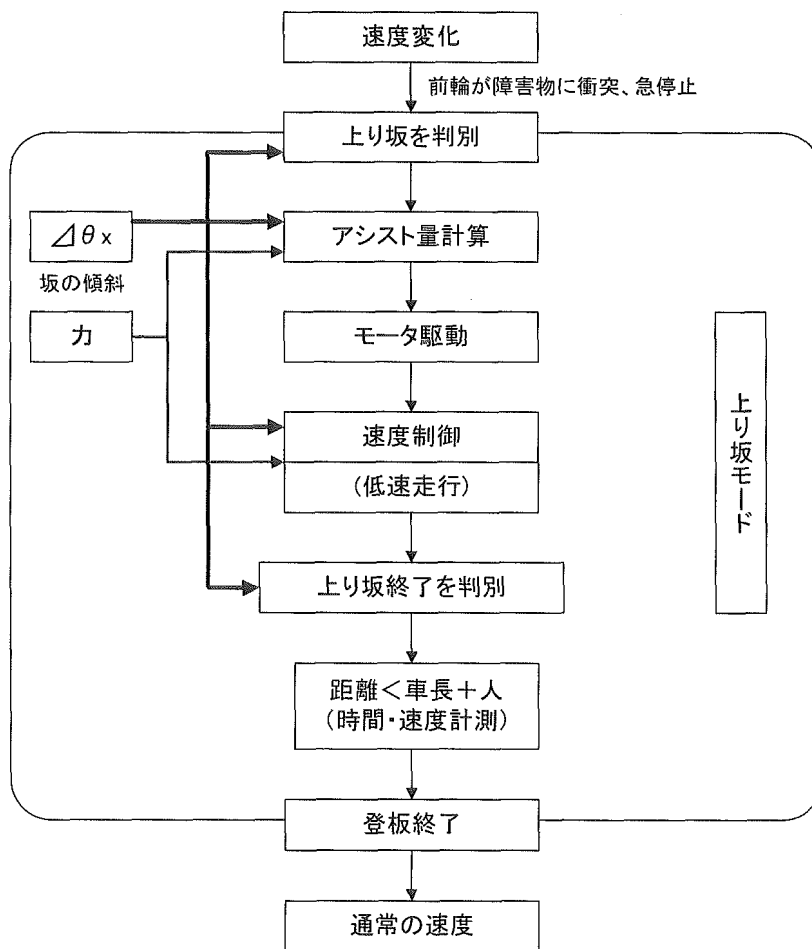 速度変化
前輪が障害物に衝突、急停止
上り坂を判別
⊿θx
アシスト量計算
坂の傾斜
力
モータ駆動
速度制御
(低速走行)
上り坂モード
上り坂終了を判別
距離<車長+人
(時間・速度計測)
登板終了
通常の速度